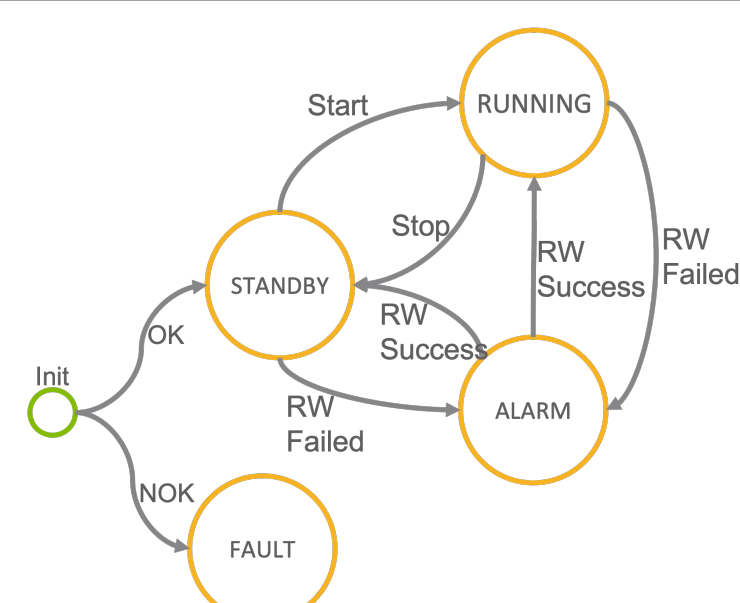 RUNNING
Start
Stop
RW
Failed
RW
Success
STANDBY
RW
Success
OK
Init
RW
Failed
ALARM
NOK
FAULT